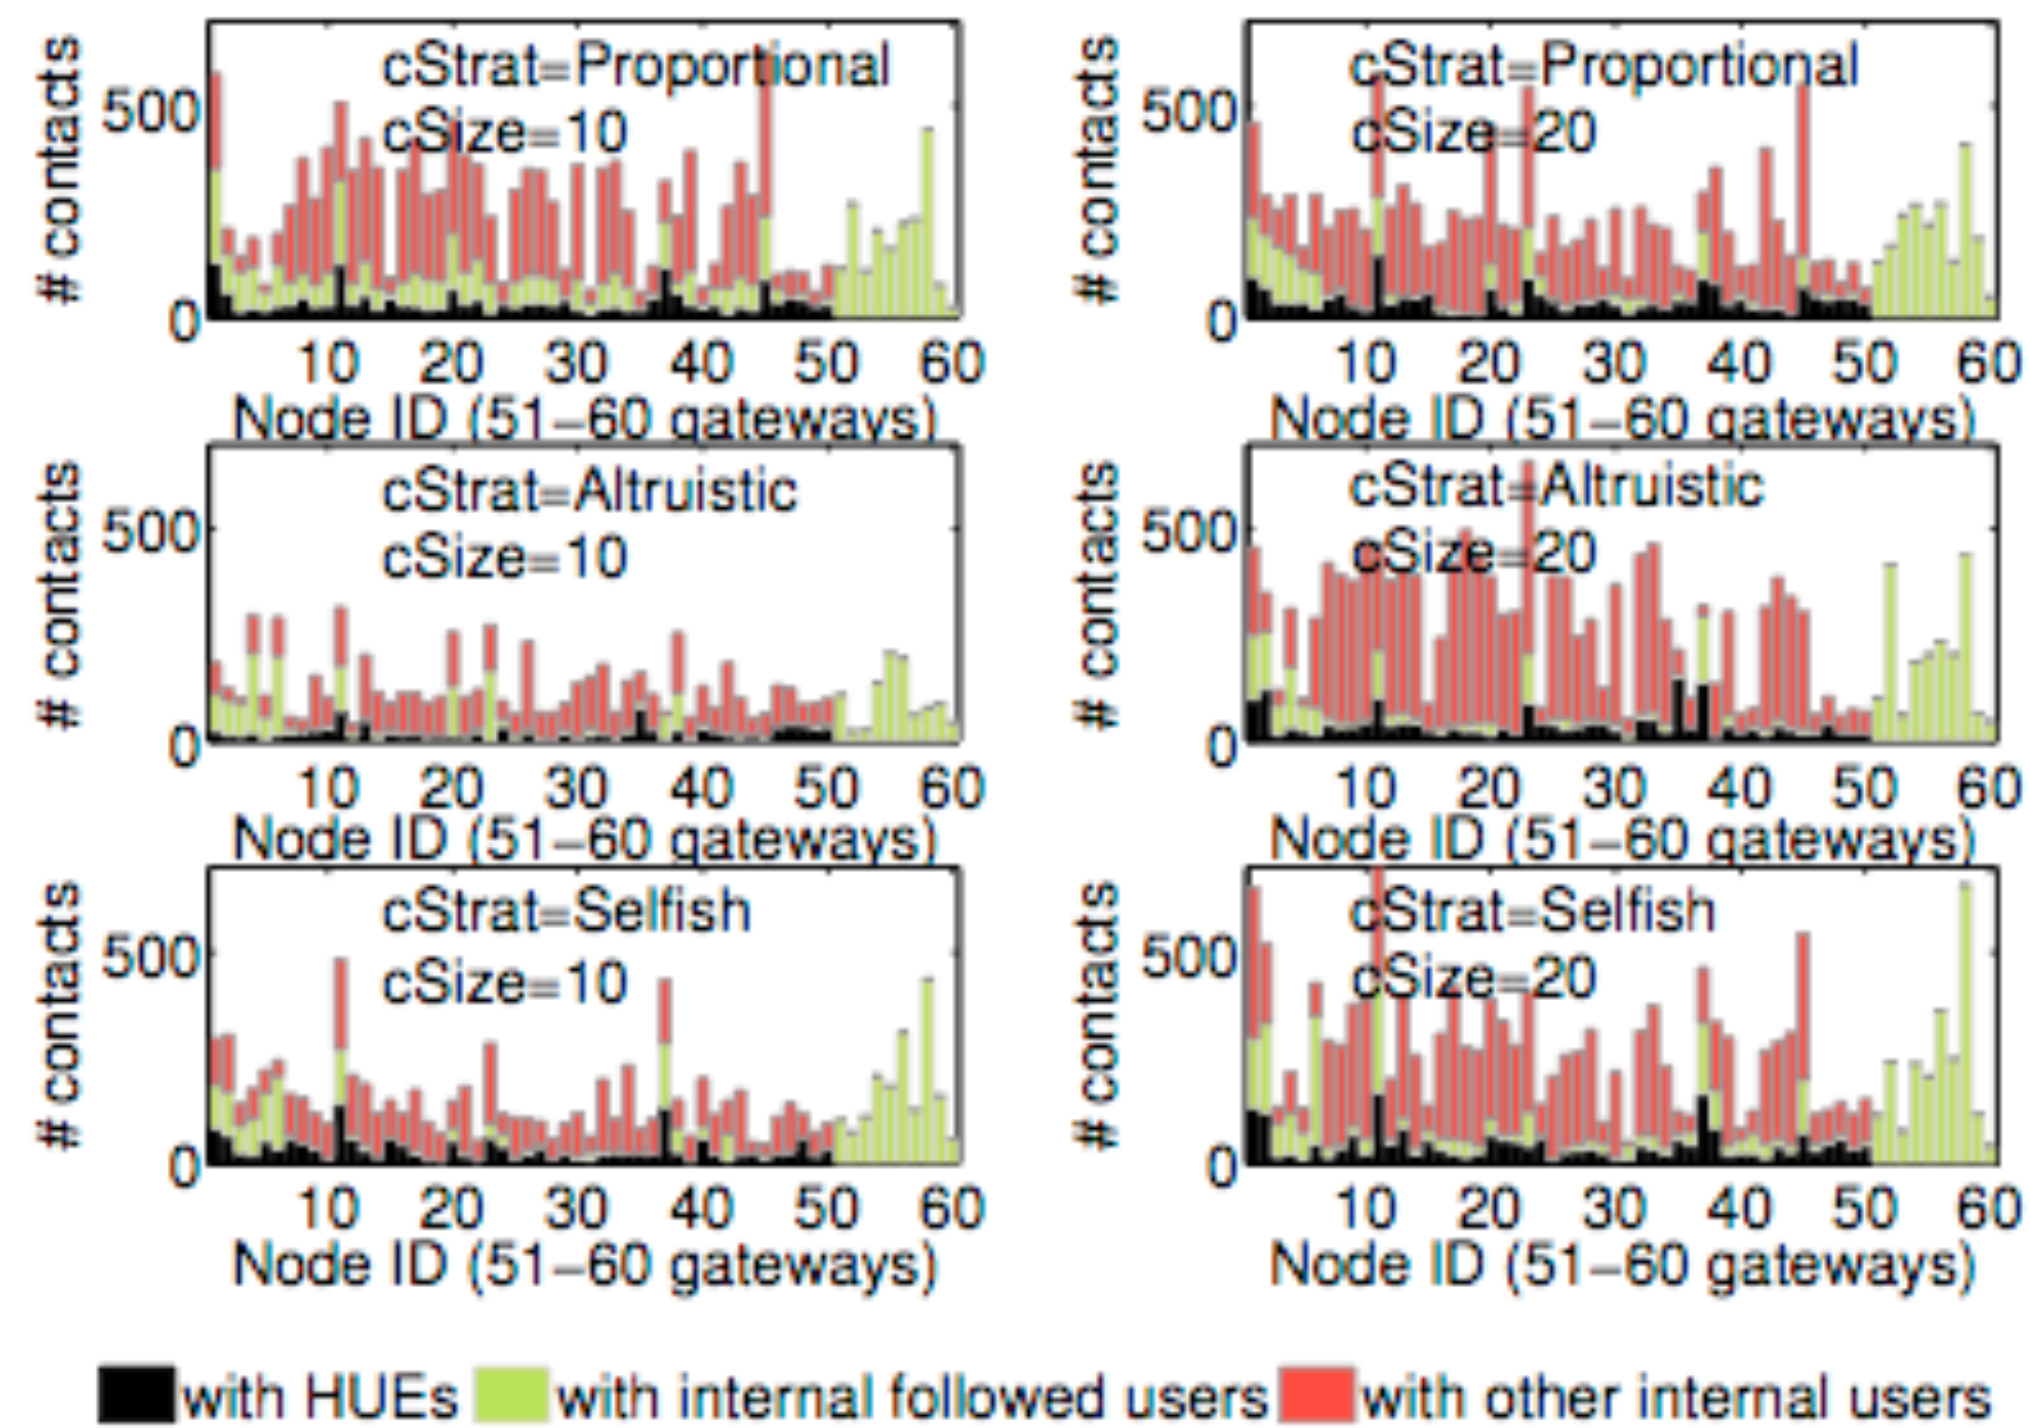 # contacts
500
0
cStrat=Proportional
cSize=10
10 20 30 40 50 60
Node ID (51−60 gateways)
# contacts
500
0
cStrat=Proportional
cSize=20
10 20 30 40 50 60
Node ID (51−60 gateways)
# contacts
500
0
cStrat=Altruistic
cSize=10
10 20 30 40 50 60
Node ID (51−60 gateways)
# contacts
500
0
cStrat=Altruistic
cSize=20
10 20 30 40 50 60
Node ID (51−60 gateways)
# contacts
500
0
cStrat=Selfish
cSize=10
10 20 30 40 50 60
Node ID (51−60 gateways)
# contacts
500
0
cStrat=Selfish
cSize=20
10 20 30 40 50 60
Node ID (51−60 gateways)
with HUEs with internal followed users with other internal users